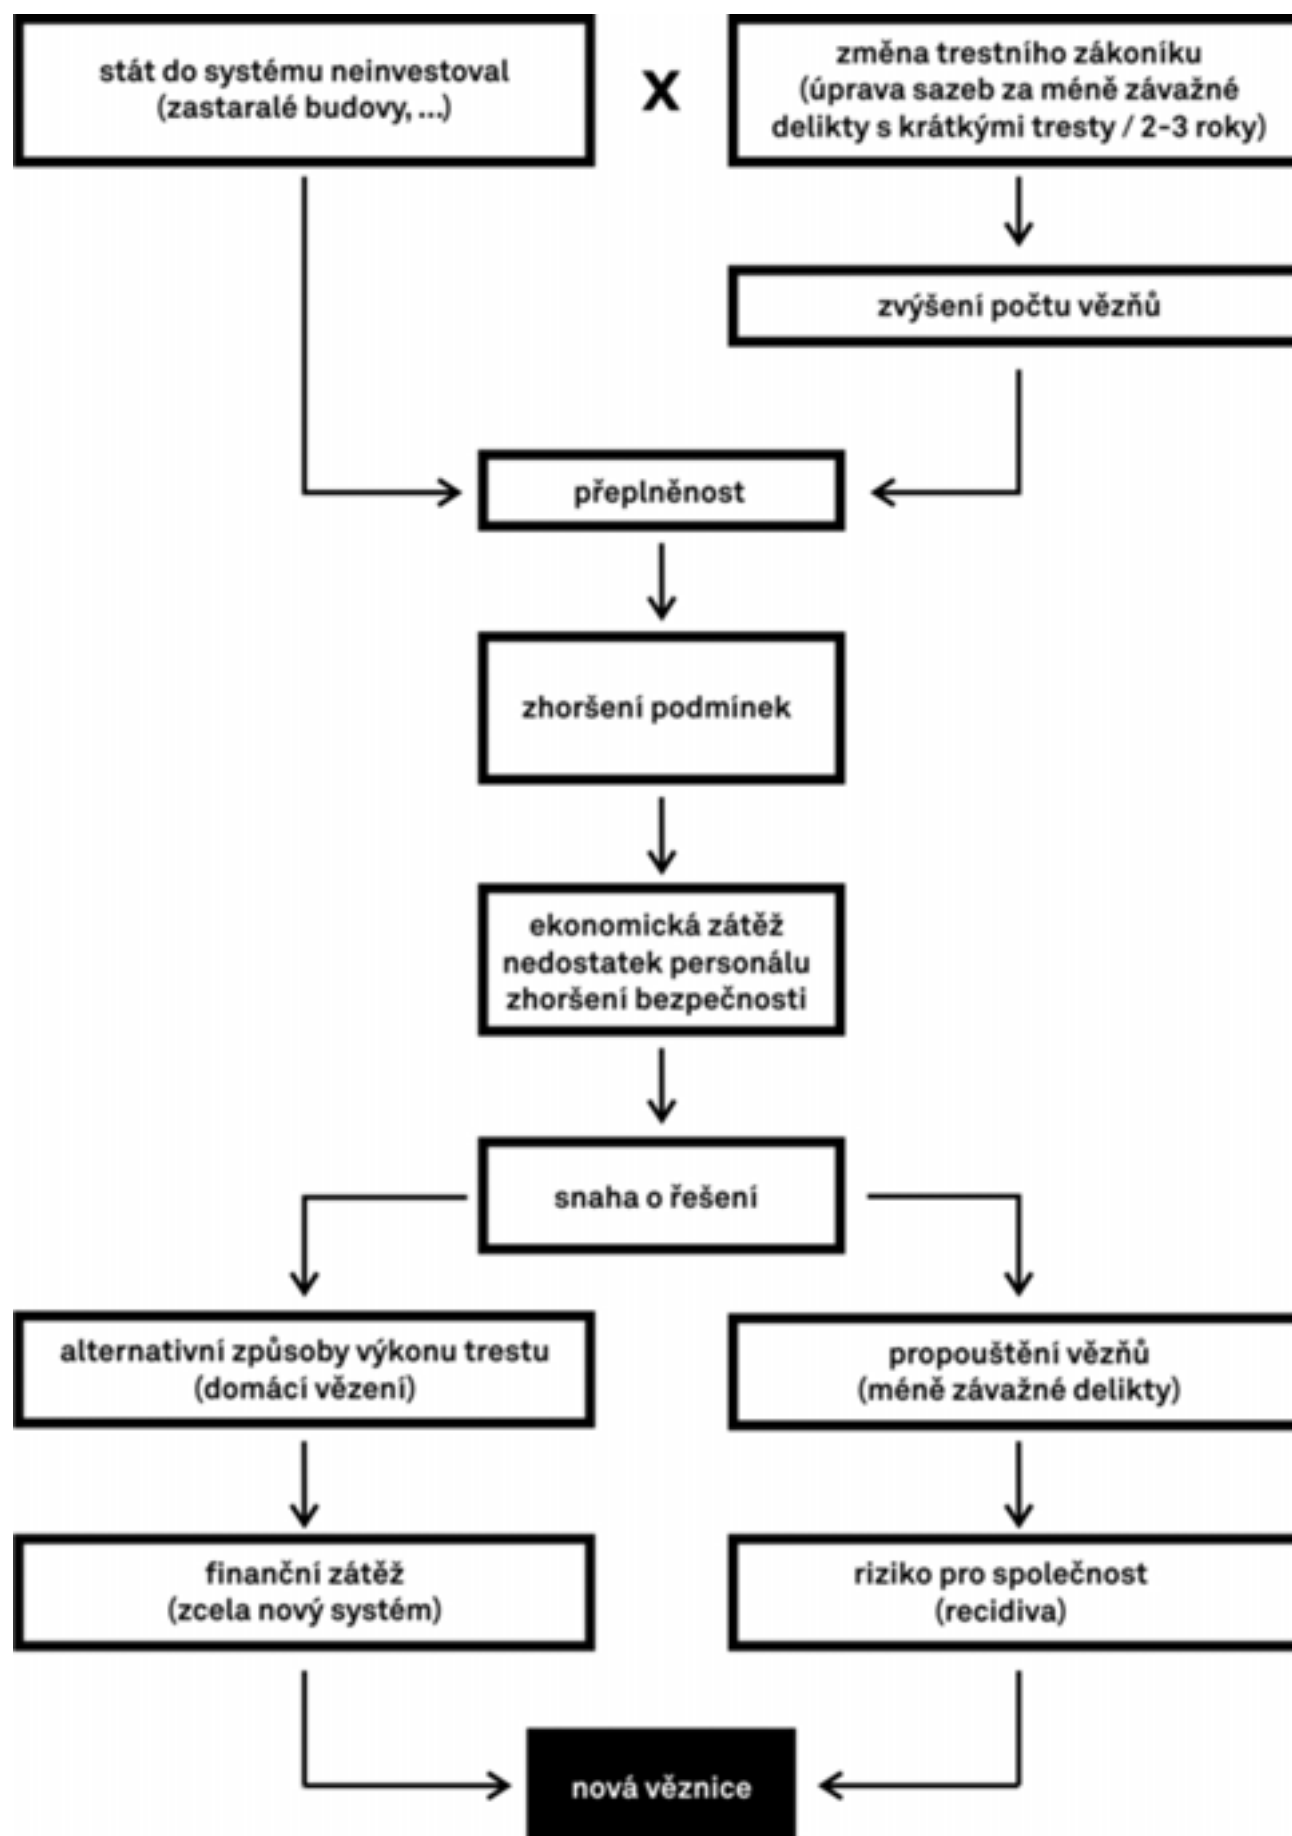 stát do systému neinvestoval
(zastaralé budovy, ...)
X
změna trestního zákoníku
(úprava sazeb za méně závažné
delikty s krátkými tresty / 2-3 roky)
zvýšení počtu vězňů
přeplněnost
zhoršení podmínek
ekonomická zátěž
nedostatek personálu
zhoršení bezpečnosti
snaha o řešení
alternativní způsoby výkonu trestu
(domácí vězení)
propouštění vězňů
(méně závažné delikty)
finanční zátěž
(zcela nový systém)
riziko pro společnost
(recidiva)
nová věznice